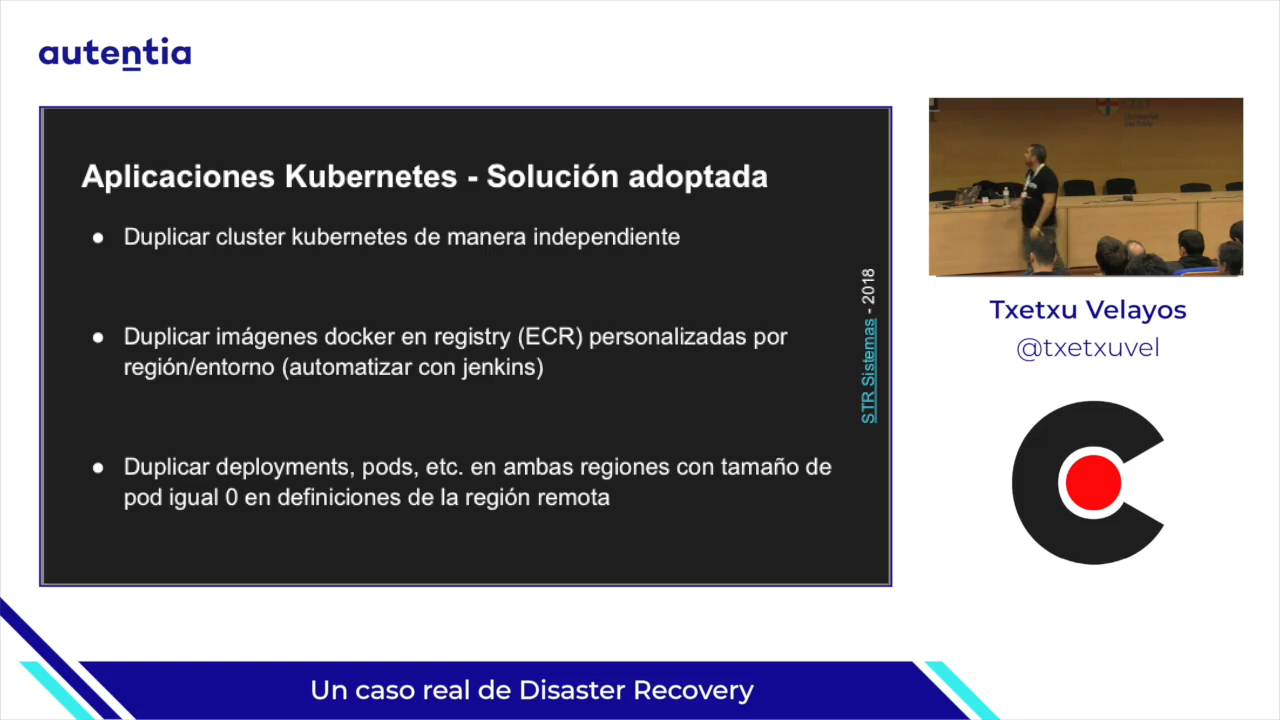 autentia
Aplicaciones Kubernetes - Solución adoptada
● Duplicar cluster kubernetes de manera independiente
● Duplicar imágenes docker en registry (ECR) personalizadas por
región/entorno (automatizar con jenkins)
● Duplicar deployments, pods, etc. en ambas regiones con tamaño de
pod igual 0 en definiciones de la región remota
STR Sistemas - 2018
Txetxu Velayos
@txetxuvel
Un caso real de Disaster Recovery